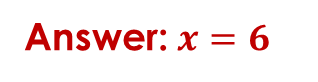 Answer: x = 6